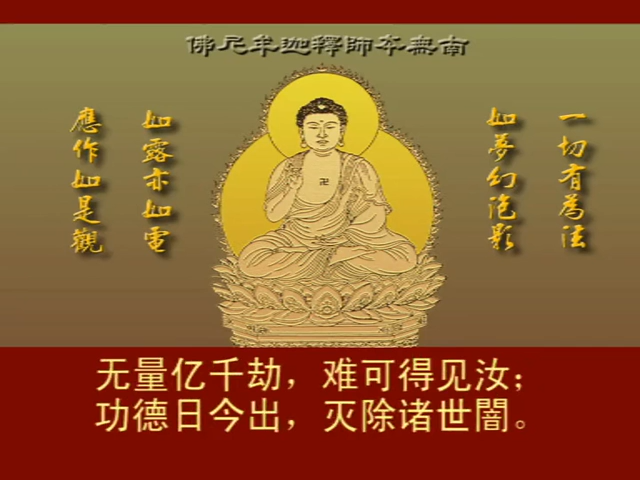 南無本師釋迦牟尼佛
一切有為法
如夢幻泡影
如露亦如電
應作如是觀
无量亿千劫，难可得见汝；
功德日今出，灭除诸世闇。